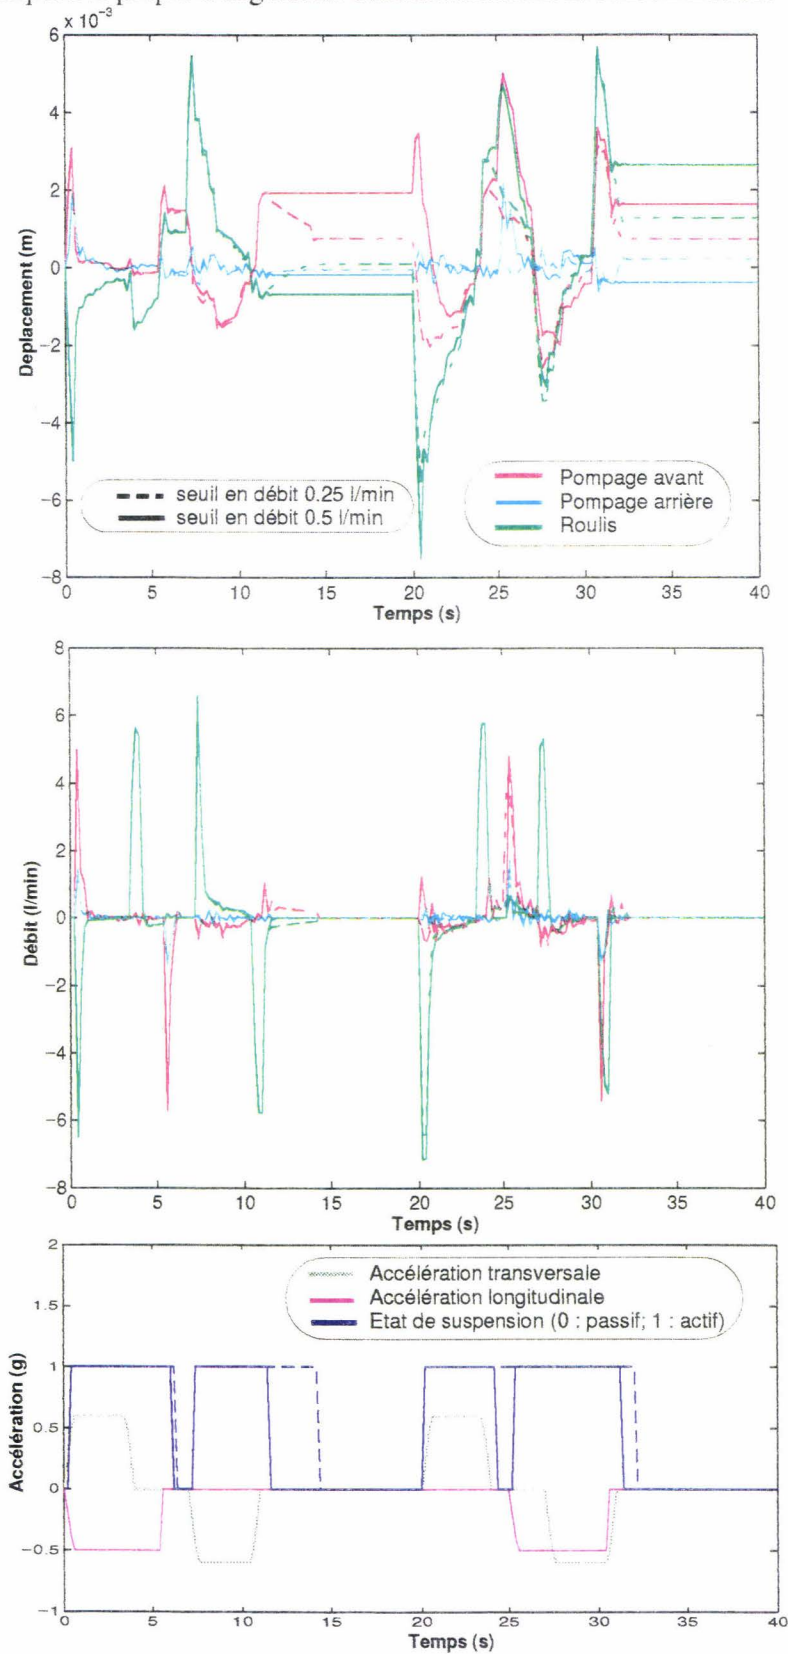 6 x 10⁻³
4
2
0
−2
−4
−6
−8
Deplacement (m)
seuil en débit 0.25 l/min
seuil en débit 0.5 l/min
Pompage avant
Pompage arrière
Roulis
0 5 10 15 20 25 30 35 40
Temps (s)
8
6
4
2
0
−2
−4
−6
−8
Débit (l/min)
0 5 10 15 20 25 30 35 40
Temps (s)
2
1.5
1
0.5
0
−0.5
−1
Accélération (g)
Accélération transversale
Accélération longitudinale
Etat de suspension (0 : passif; 1 : actif)
0 5 10 15 20 25 30 35 40
Temps (s)